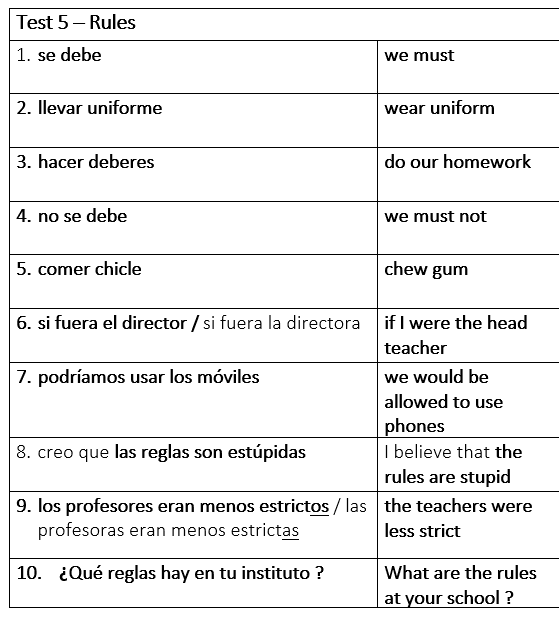 Test 5 – Rules
1. se debe
we must
2. llevar uniforme
wear uniform
3. hacer deberes
do our homework
4. no se debe
we must not
5. comer chicle
chew gum
6. si fuera el director / si fuera la directora
if I were the head
teacher
7. podríamos usar los móviles
we would be
allowed to use
phones
8. creo que las reglas son estúpidas
I believe that the
rules are stupid
9. los profesores eran menos estrictos / las
profesoras eran menos estrictas
the teachers were
less strict
10. ¿Qué reglas hay en tu instituto ?
What are the rules
at your school ?